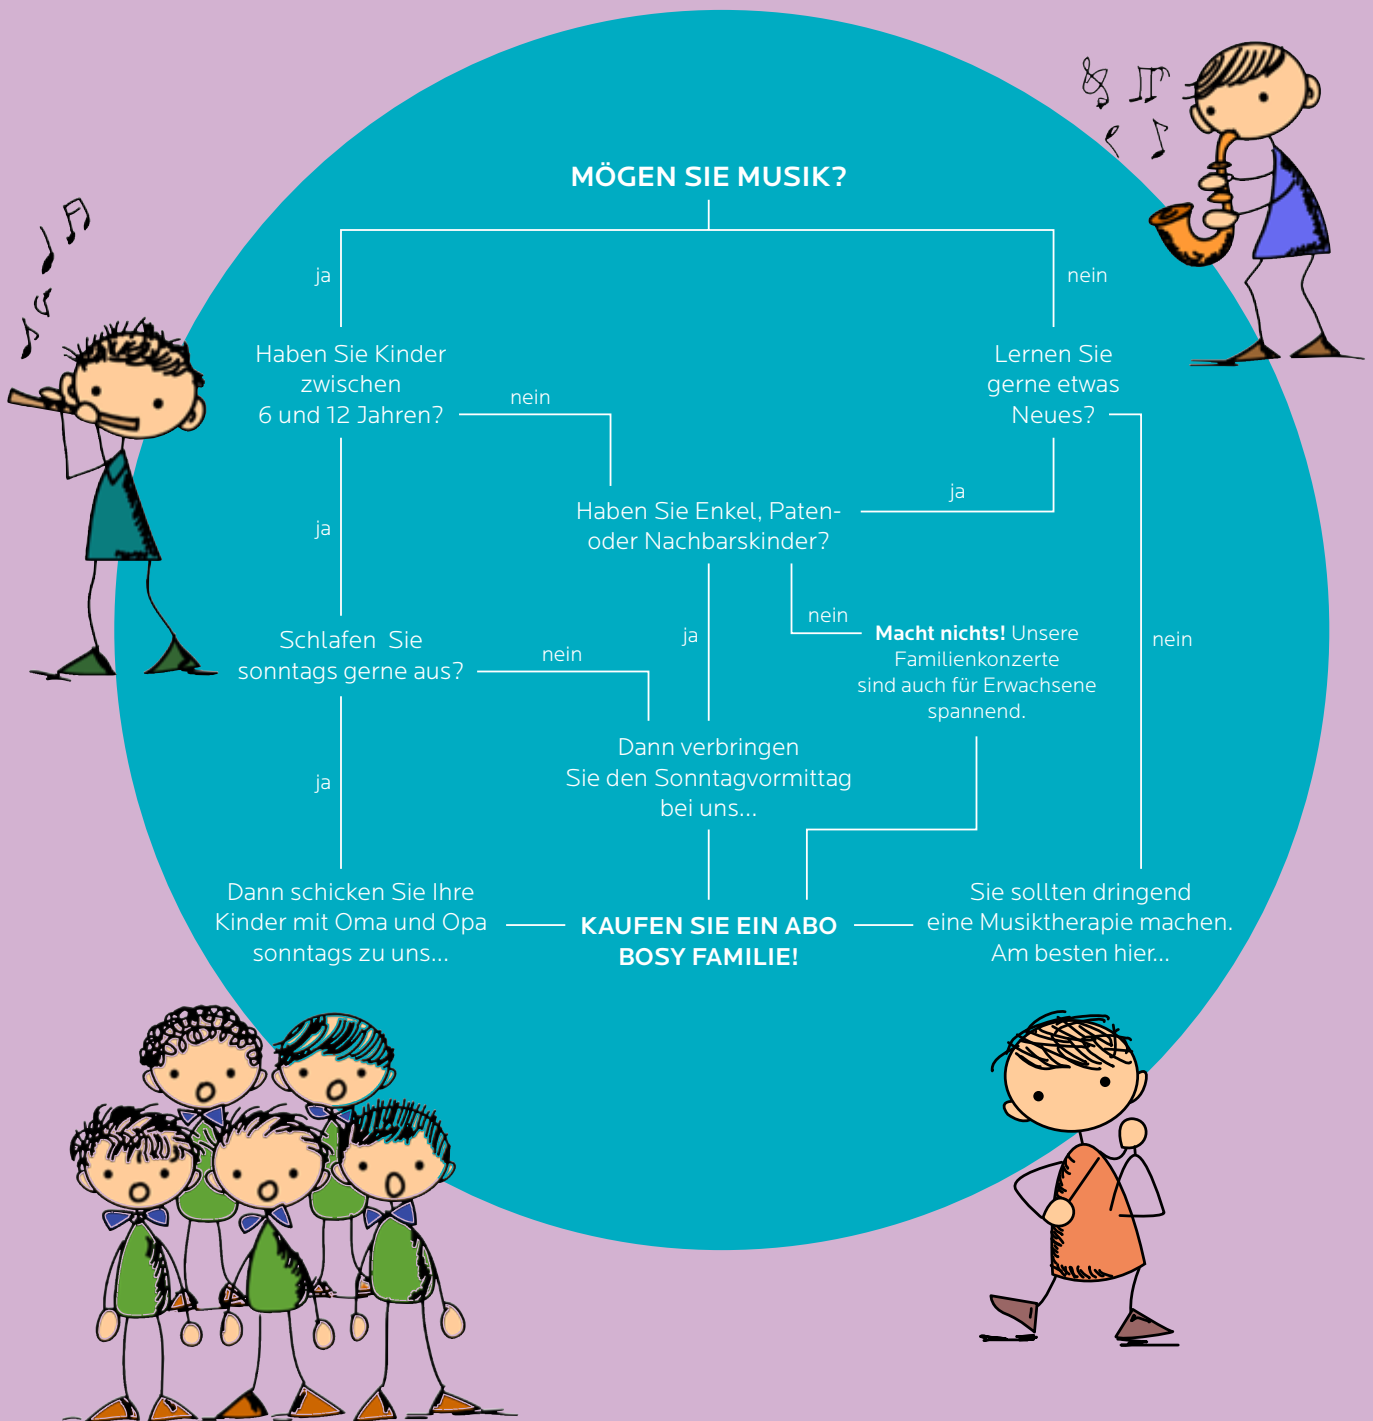 MÖGEN SIE MUSIK?
ja
nein
Haben Sie Kinder
zwischen
6 und 12 Jahren?
nein
Lernen Sie
gerne etwas
Neues?
ja
Haben Sie Enkel, Paten-
oder Nachbarskinder?
ja
nein
ja
nein
Macht nichts! Unsere
Familienkonzerte
sind auch für Erwachsene
spannend.
Schlafen Sie
sonntags gerne aus?
nein
Dann verbringen
Sie den Sonntagvormittag
bei uns...
ja
Dann schicken Sie Ihre
Kinder mit Oma und Opa
sonntags zu uns...
KAUFEN SIE EIN ABO
BOSY FAMILIE!
Sie sollten dringend
eine Musiktherapie machen.
Am besten hier...